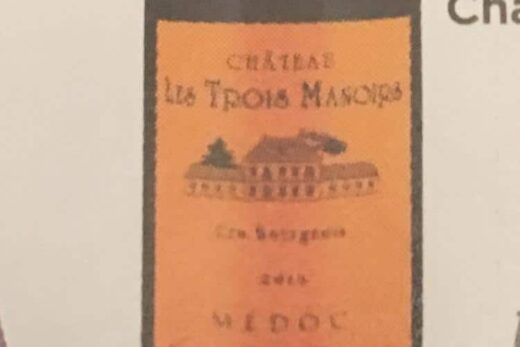 Cha
CHÂTEAU
LES TROIS MANOIRS
Cru Bourgeois
MÉDOC